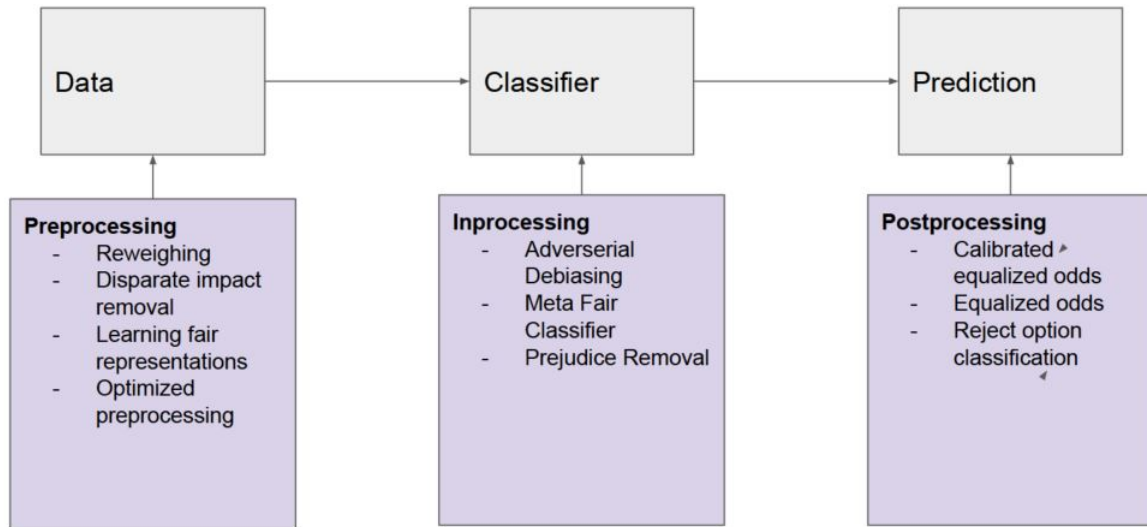 Data
Classifier
Prediction
Preprocessing
- Reweighing
- Disparate impact
removal
- Learning fair
representations
- Optimized
preprocessing
Inprocessing
- Adverserial
Debiasing
- Meta Fair
Classifier
- Prejudice Removal
Postprocessing
- Calibrated
equalized odds
- Equalized odds
- Reject option
classification